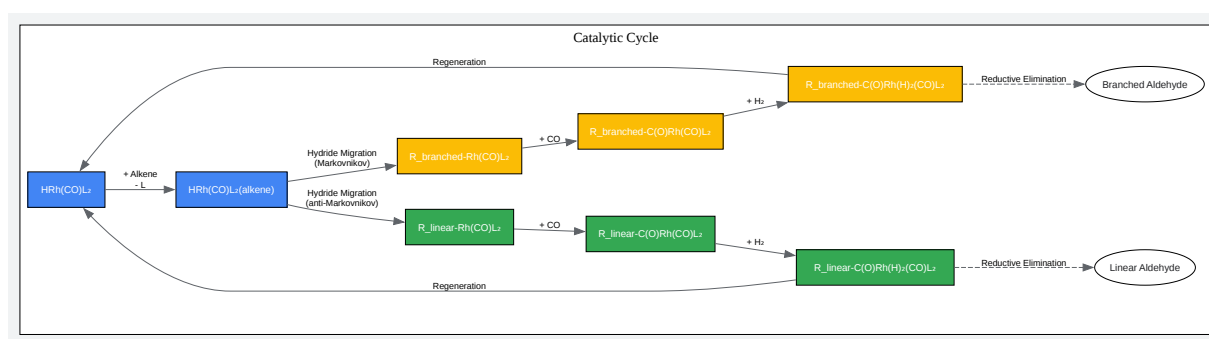 Catalytic Cycle
Regeneration
R_branched-C(O)Rh(H)₂(CO)L₂
Reductive Elimination
Branched Aldehyde
+ H₂
R_branched-C(O)Rh(CO)L₂
+ CO
Hydride Migration
(Markovnikov)
R_branched-Rh(CO)L₂
HRh(CO)L₂
+ Alkene
- L
HRh(CO)L₂(alkene)
Hydride Migration
(anti-Markovnikov)
R_linear-Rh(CO)L₂
+ CO
R_linear-C(O)Rh(CO)L₂
+ H₂
R_linear-C(O)Rh(H)₂(CO)L₂
Reductive Elimination
Linear Aldehyde
Regeneration